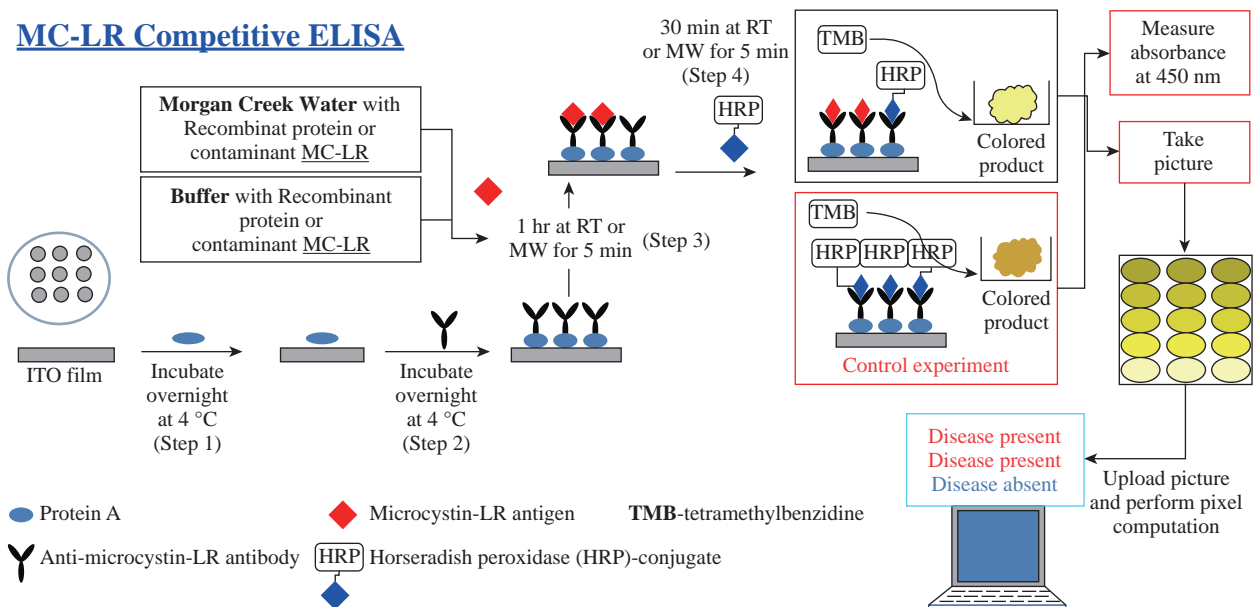 MC-LR Competitive ELISA
Morgan Creek Water with
Recombinat protein or
contaminant MC-LR
Buffer with Recombinant
protein or
contaminant MC-LR
ITO film
Incubate
overnight
at 4 °C
(Step 1)
Incubate
overnight
at 4 °C
(Step 2)
1 hr at RT or
MW for 5 min
(Step 3)
30 min at RT
or MW for 5 min
(Step 4)
HRP
TMB
HRP
Colored
product
TMB
HRP
HRP
HRP
Colored
product
Control experiment
Measure
absorbance
at 450 nm
Take
picture
Upload picture
and perform pixel
computation
Disease present
Disease present
Disease absent
Protein A
Microcystin-LR antigen
TMB-tetramethylbenzidine
Anti-microcystin-LR antibody
HRP
Horseradish peroxidase (HRP)-conjugate